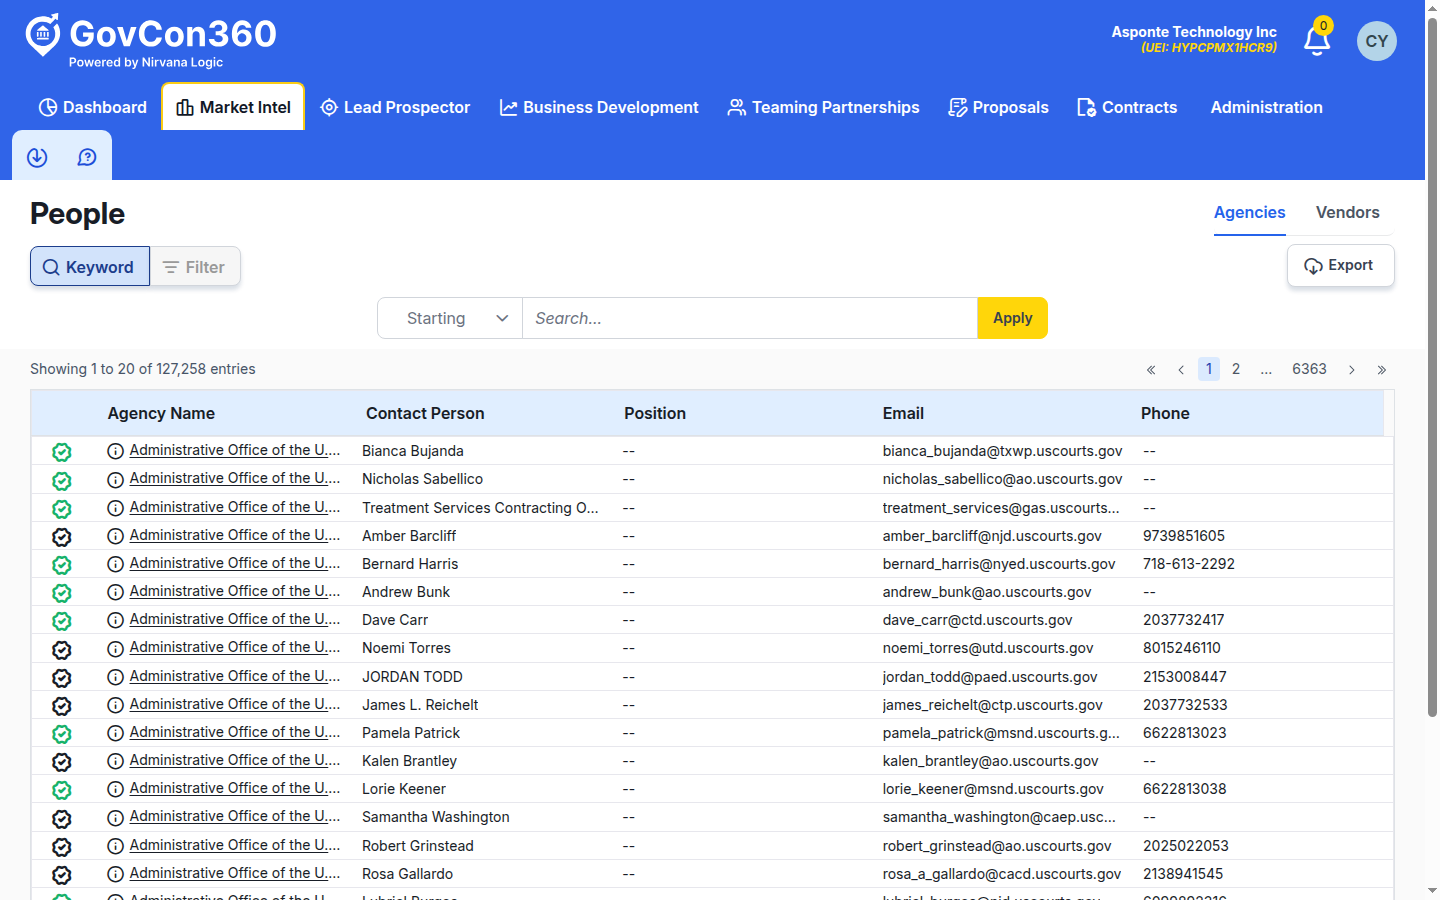 GovCon360
Powered by Nirvana Logic
Asponte Technology Inc
(UEI: HYPCPMX1HCR9)
0
CY
Dashboard
Market Intel
Lead Prospector
Business Development
Teaming Partnerships
Proposals
Contracts
Administration
People
Agencies
Vendors
Keyword
Filter
Export
Starting
Search...
Apply
Showing 1 to 20 of 127,258 entries
« ‹ 1 2 ... 6363 › »
Agency Name Contact Person Position Email Phone
Administrative Office of the U.... Bianca Bujanda -- bianca_bujanda@txwp.uscourts.gov --
Administrative Office of the U.... Nicholas Sabellico -- nicholas_sabellico@ao.uscourts.gov --
Administrative Office of the U.... Treatment Services Contracting O... -- treatment_services@gas.uscourts... --
Administrative Office of the U.... Amber Barcliff -- amber_barcliff@njd.uscourts.gov 9739851605
Administrative Office of the U.... Bernard Harris -- bernard_harris@nyed.uscourts.gov 718-613-2292
Administrative Office of the U.... Andrew Bunk -- andrew_bunk@ao.uscourts.gov --
Administrative Office of the U.... Dave Carr -- dave_carr@ctd.uscourts.gov 2037732417
Administrative Office of the U.... Noemi Torres -- noemi_torres@utd.uscourts.gov 8015246110
Administrative Office of the U.... JORDAN TODD -- jordan_todd@paed.uscourts.gov 2153008447
Administrative Office of the U.... James L. Reichelt -- james_reichelt@ctp.uscourts.gov 2037732533
Administrative Office of the U.... Pamela Patrick -- pamela_patrick@msnd.uscourts.g... 6622813023
Administrative Office of the U.... Kalen Brantley -- kalen_brantley@ao.uscourts.gov --
Administrative Office of the U.... Lorie Keener -- lorie_keener@msnd.uscourts.gov 6622813038
Administrative Office of the U.... Samantha Washington -- samantha_washington@caep.usc... --
Administrative Office of the U.... Robert Grinstead -- robert_grinstead@ao.uscourts.gov 2025022053
Administrative Office of the U.... Rosa Gallardo -- rosa_a_gallardo@cacd.uscourts.gov 2138941545
Administrative Office of the U....